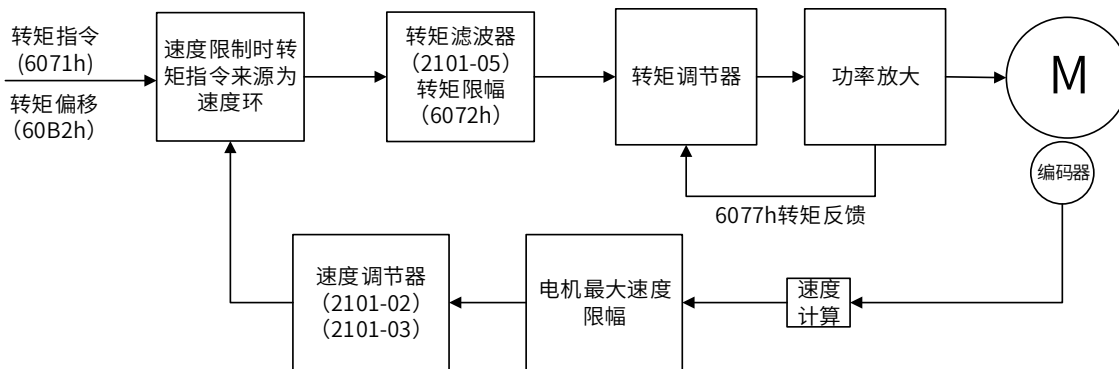 转矩指令
(6071h)
转矩偏移
（60B2h）
速度限制时转
矩指令来源为
速度环
转矩滤波器
（2101-05）
转矩限幅
（6072h）
转矩调节器
功率放大
M
编码器
6077h转矩反馈
速度调节器
（2101-02）
（2101-03）
电机最大速度
限幅
速度
计算